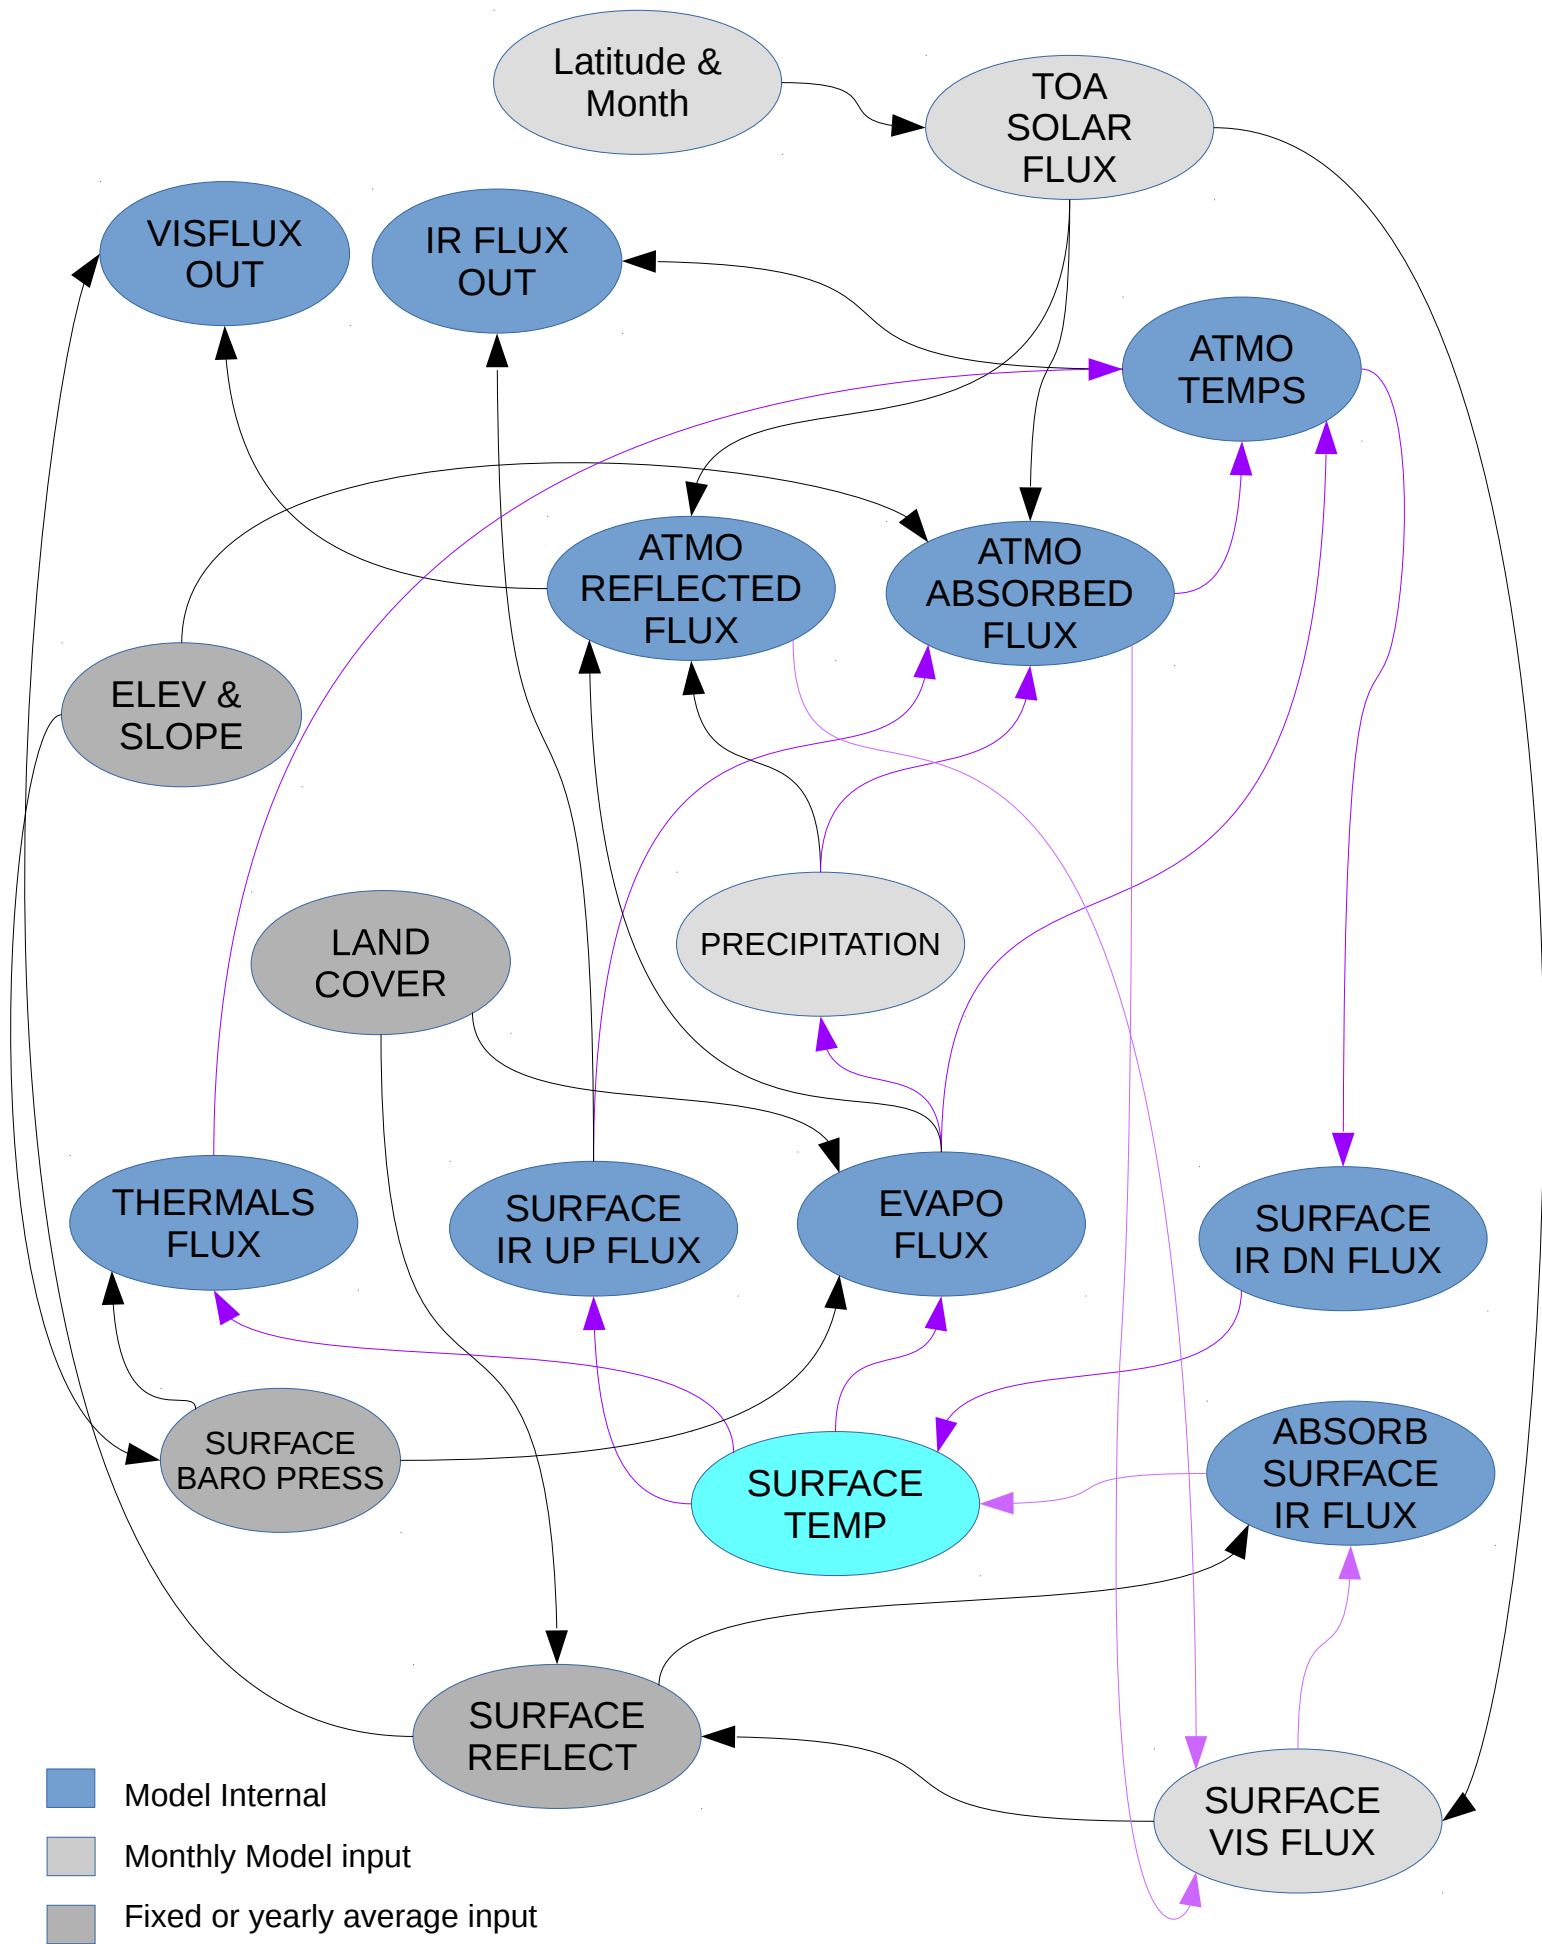 Latitude &
Month
TOA
SOLAR
FLUX
VISFLUX
OUT
IR FLUX
OUT
ATMO
TEMPS
ATMO
REFLECTED
FLUX
ATMO
ABSORBED
FLUX
ELEV &
SLOPE
LAND
COVER
PRECIPITATION
THERMALS
FLUX
SURFACE
IR UP FLUX
EVAPO
FLUX
SURFACE
IR DN FLUX
SURFACE
BARO PRESS
SURFACE
TEMP
ABSORB
SURFACE
IR FLUX
SURFACE
REFLECT
SURFACE
VIS FLUX
Model Internal
Monthly Model input
Fixed or yearly average input